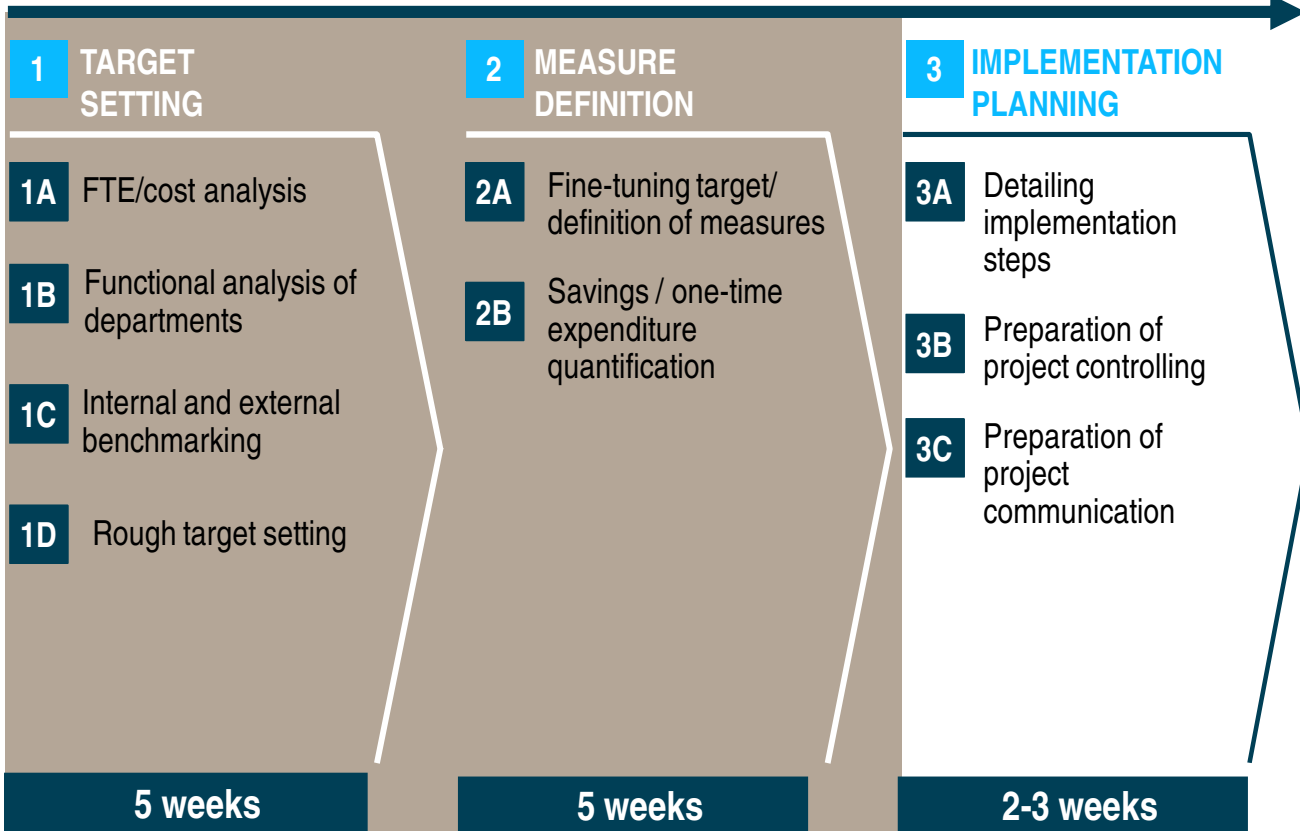 1
TARGET
SETTING
1A
FTE/cost analysis
1B
Functional analysis of
departments
1C
Internal and external
benchmarking
1D
Rough target setting
5 weeks
2
MEASURE
DEFINITION
2A
Fine-tuning target/
definition of measures
2B
Savings / one-time
expenditure
quantification
5 weeks
3
IMPLEMENTATION
PLANNING
3A
Detailing
implementation
steps
3B
Preparation of
project controlling
3C
Preparation of
project
communication
2-3 weeks